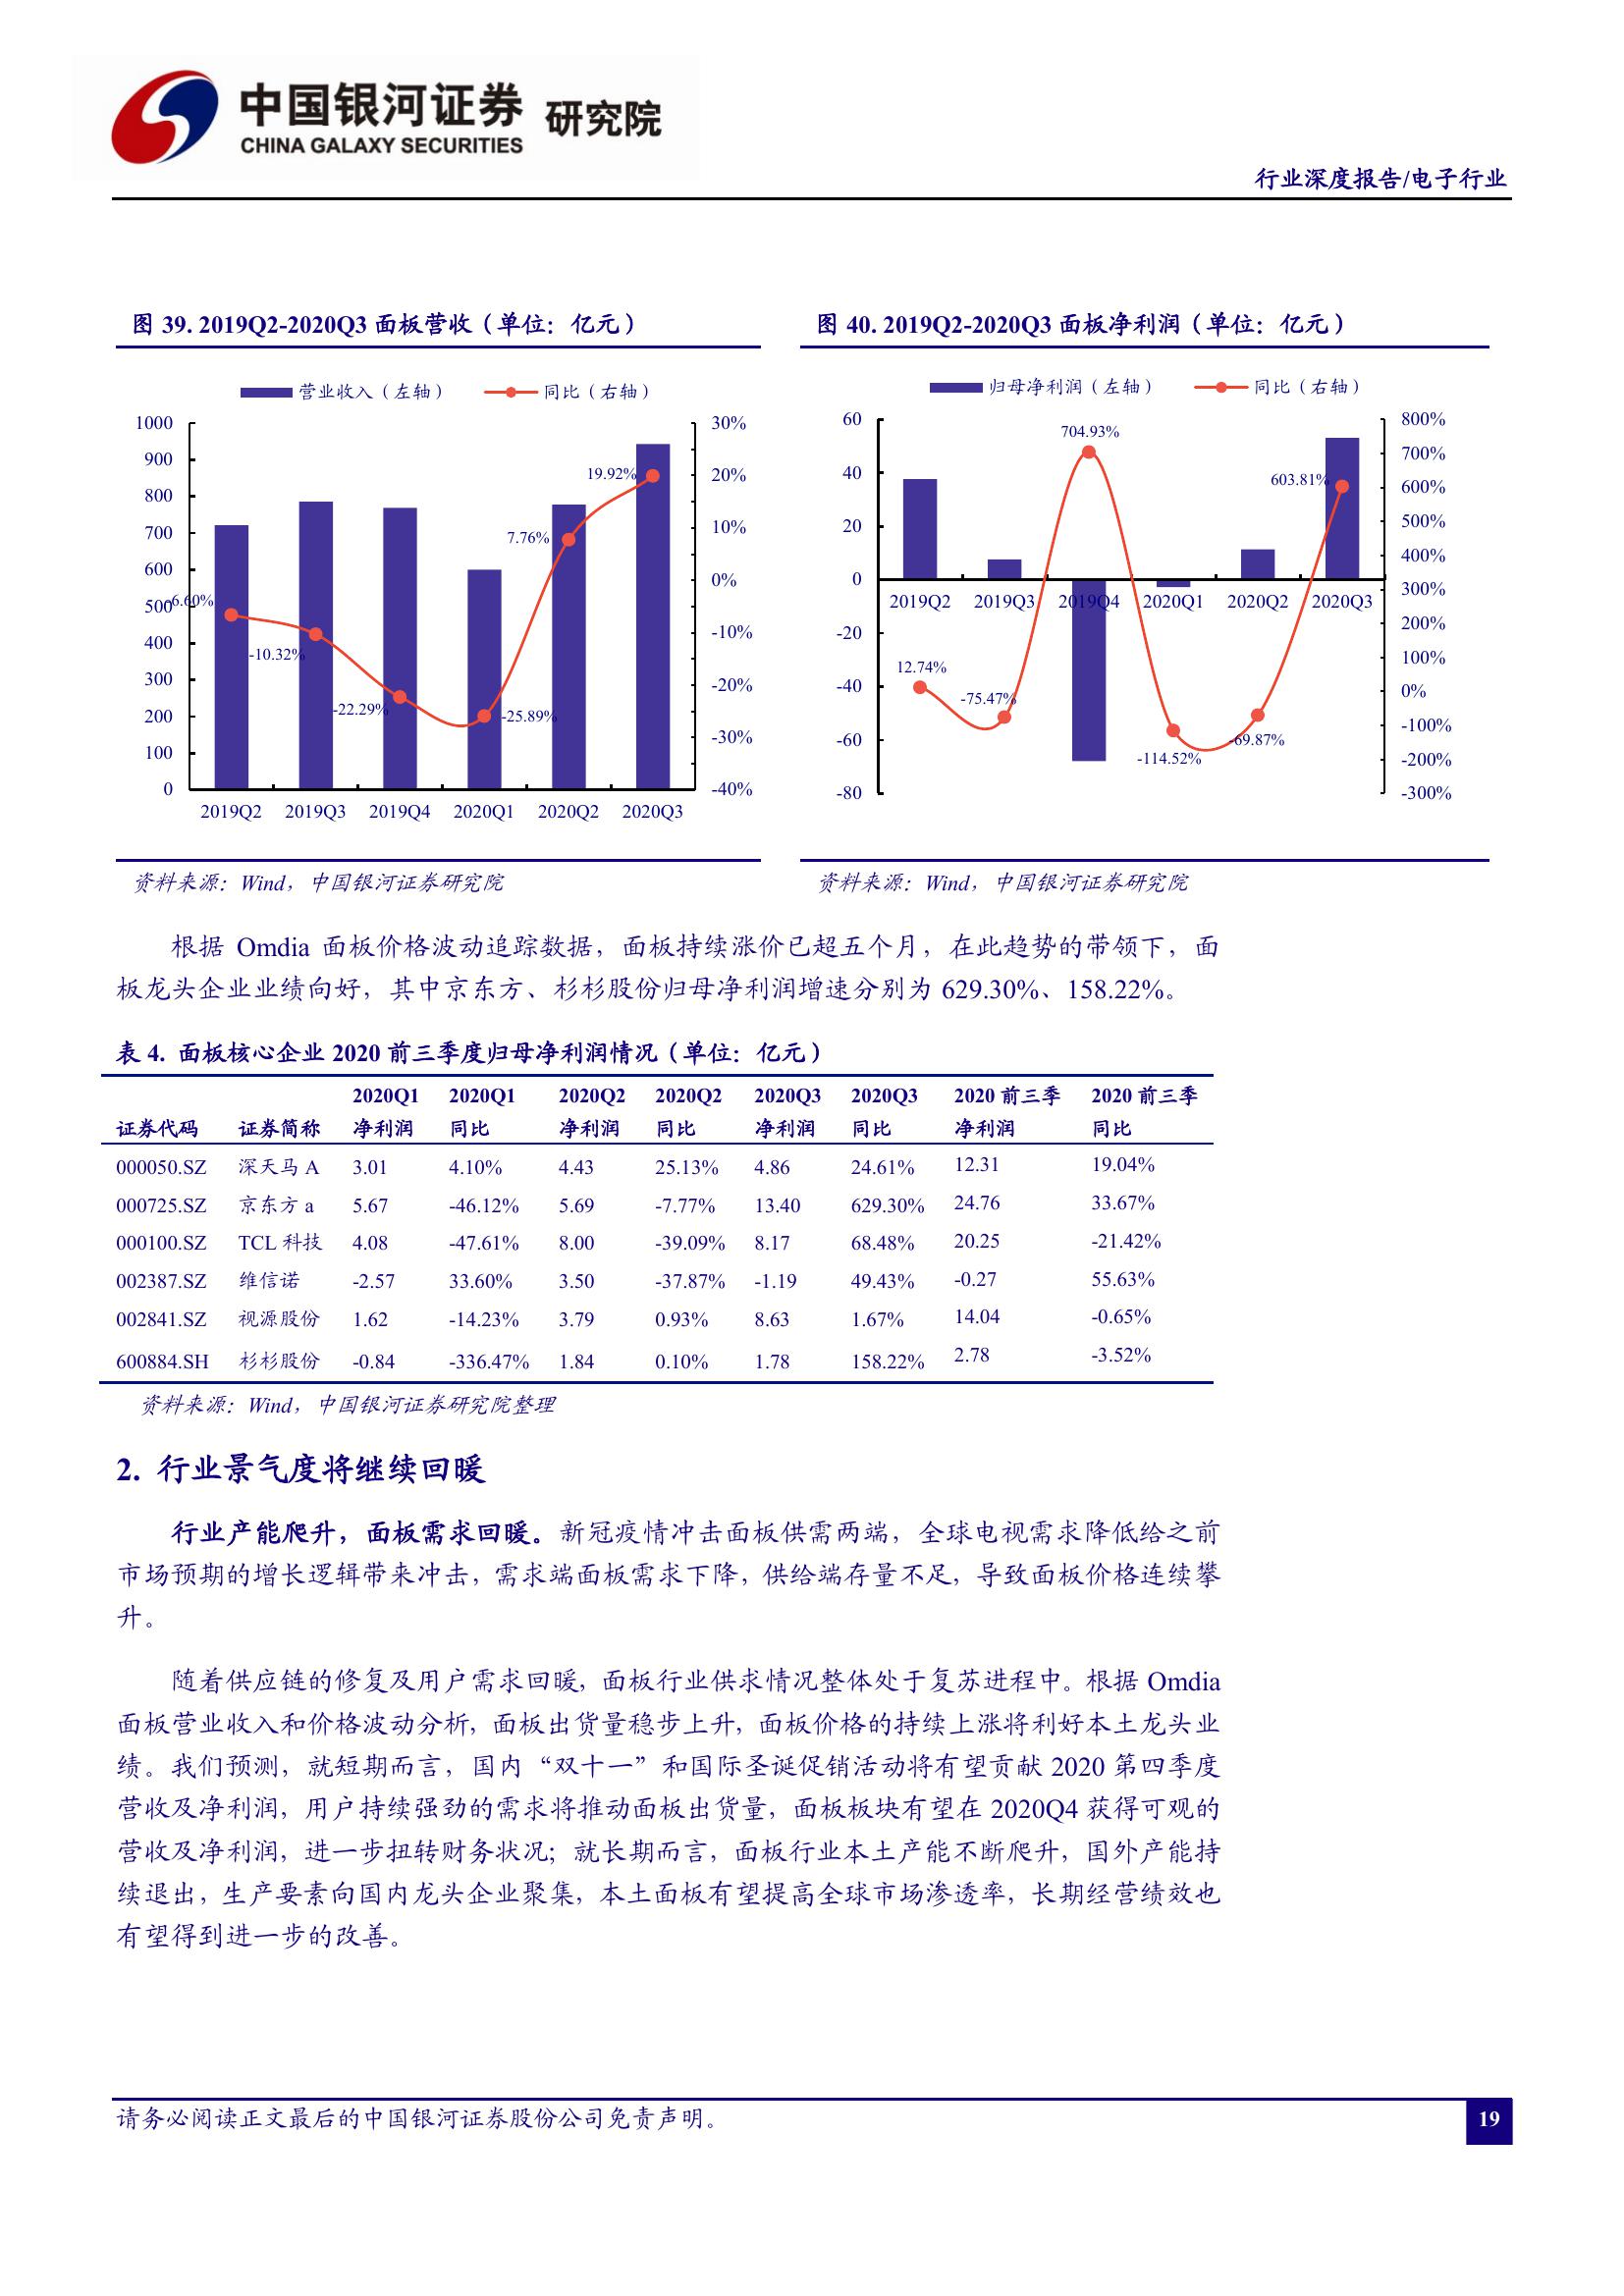 中国银河证券 研究院
CHINA GALAXY SECURITIES
行业深度报告/电子行业
图 39. 2019Q2-2020Q3 面板营收（单位：亿元）
营业收入（左轴） 同比（右轴）
1000 30%
900
800 20%
700 10%
600 0%
500
400 -10%
300 -20%
200 -30%
100
0 -40%
-6.60%
-10.32%
-22.29%
-25.89%
7.76%
19.92%
2019Q2 2019Q3 2019Q4 2020Q1 2020Q2 2020Q3
资料来源：Wind，中国银河证券研究院
图 40. 2019Q2-2020Q3 面板净利润（单位：亿元）
归母净利润（左轴） 同比（右轴）
60
40
20
0
-20
-40
-60
-80
800%
700%
600%
500%
400%
300%
200%
100%
0%
-100%
-200%
-300%
12.74%
-75.47%
704.93%
-114.52%
-69.87%
603.81%
2019Q2 2019Q3 2019Q4 2020Q1 2020Q2 2020Q3
资料来源：Wind，中国银河证券研究院
根据 Omdia 面板价格波动追踪数据，面板持续涨价已超五个月，在此趋势的带领下，面
板龙头企业业绩向好，其中京东方、杉杉股份归母净利润增速分别为 629.30%、158.22%。
表 4. 面板核心企业 2020 前三季度归母净利润情况（单位：亿元）
2020Q1 2020Q1 2020Q2 2020Q2 2020Q3 2020Q3 2020 前三季 2020 前三季
证券代码 证券简称 净利润 同比 净利润 同比 净利润 同比 净利润 同比
000050.SZ 深天马 A 3.01 4.10% 4.43 25.13% 4.86 24.61% 12.31 19.04%
000725.SZ 京东方 a 5.67 -46.12% 5.69 -7.77% 13.40 629.30% 24.76 33.67%
000100.SZ TCL 科技 4.08 -47.61% 8.00 -39.09% 8.17 68.48% 20.25 -21.42%
002387.SZ 维信诺 -2.57 33.60% 3.50 -37.87% -1.19 49.43% -0.27 55.63%
002841.SZ 视源股份 1.62 -14.23% 3.79 0.93% 8.63 1.67% 14.04 -0.65%
600884.SH 杉杉股份 -0.84 -336.47% 1.84 0.10% 1.78 158.22% 2.78 -3.52%
资料来源：Wind，中国银河证券研究院整理
2. 行业景气度将继续回暖
行业产能爬升，面板需求回暖。新冠疫情冲击面板供需两端，全球电视需求降低给之前
市场预期的增长逻辑带来冲击，需求端面板需求下降，供给端存量不足，导致面板价格连续攀
升。
随着供应链的修复及用户需求回暖，面板行业供求情况整体处于复苏进程中。根据 Omdia
面板营业收入和价格波动分析，面板出货量稳步上升，面板价格的持续上涨将利好本土龙头业
绩。我们预测，就短期而言，国内“双十一”和国际圣诞促销活动将有望贡献 2020 第四季度
营收及净利润，用户持续强劲的需求将推动面板出货量，面板板块有望在 2020Q4 获得可观的
营收及净利润，进一步扭转财务状况；就长期而言，面板行业本土产能不断爬升，国外产能持
续退出，生产要素向国内龙头企业聚集，本土面板有望提高全球市场渗透率，长期经营绩效也
有望得到进一步的改善。
请务必阅读正文最后的中国银河证券股份公司免责声明。
19